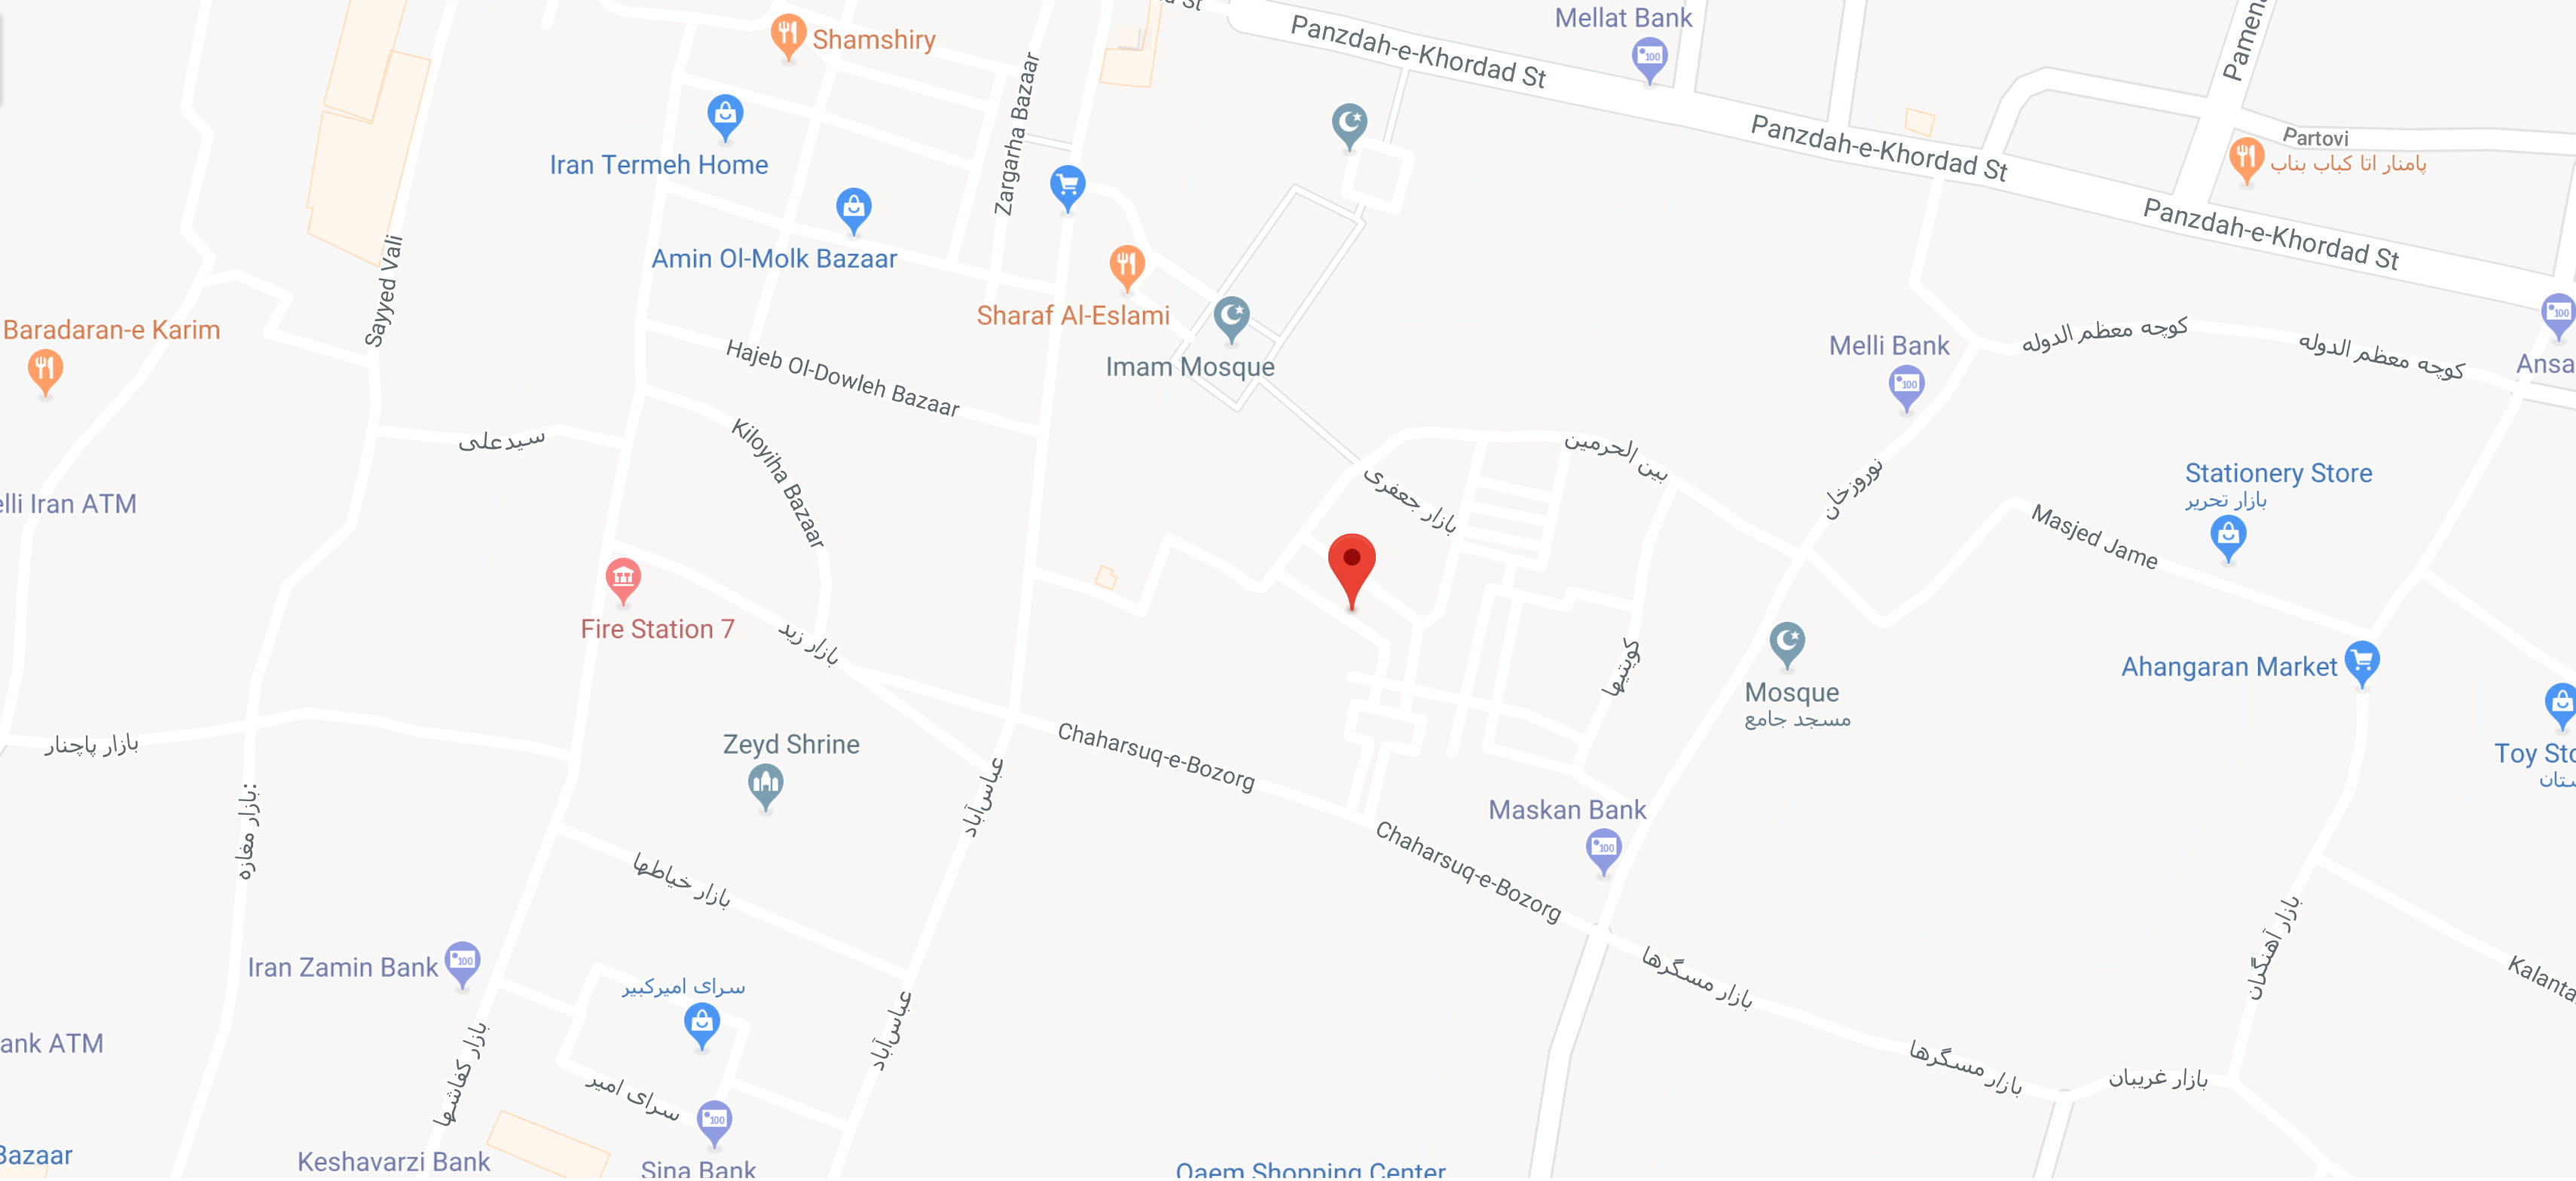 Mellat Bank
Shamshiry
Panzdah-e-Khordad St
Pamena
Zargarha Bazaar
Panzdah-e-Khordad St
Partovi
Iran Termeh Home
پامنار اتا کباب بناب
Panzdah-e-Khordad St
Amin Ol-Molk Bazaar
Sayyed Vali
Sharaf Al-Eslami
Baradaran-e Karim
کوچه معظم الدوله
کوچه معظم الدوله
Melli Bank
Ansa
Imam Mosque
Hajeb Ol-Dowleh Bazaar
سیدعلی
بین الحرمین
Stationery Store
بازار تحریر
Kiloyiha Bazaar
نوروزخان
بازار جعفری
elli Iran ATM
Masjed Jame
Fire Station 7
بازار زید
کویتیها
Ahangaran Market
Mosque
مسجد جامع
بازار پاچنار
Zeyd Shrine
Chaharsuq-e-Bozorg
Toy Sto
ستان
عباس‌آباد
بازار مغازه:
Maskan Bank
Chaharsuq-e-Bozorg
بازار خیاطها
بازار آهنگران
Iran Zamin Bank
بازار مسگرها
Kalanta
سرای امیرکبیر
عباس‌آباد
ank ATM
بازار کفاشها
سرای امیر
بازار مسگرها
بازار غریبان
Bazaar
Keshavarzi Bank
Sina Bank
Qaem Shopping Center